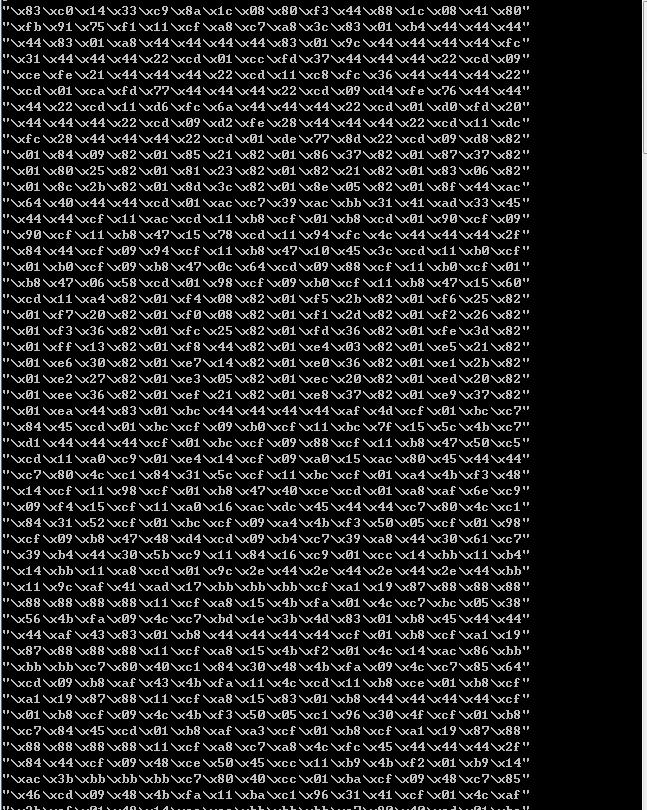 "\x83\xc0\x14\x33\xc9\x8a\x1c\x08\x80\xf3\x44\x88\x1c\x08\x41\x80"
"\xfb\x91\x75\xf1\x11\xcf\xa8\xc7\xa8\x3c\x83\x01\xb4\x44\x44\x44"
"\x44\x83\x01\xa8\x44\x44\x44\x44\x83\x01\x9c\x44\x44\x44\x44\xfc"
"\x31\x44\x44\x44\x22\xcd\x01\xcc\xfd\x37\x44\x44\x44\x22\xcd\x09"
"\xce\xfe\x21\x44\x44\x44\x22\xcd\x11\xc8\xfc\x36\x44\x44\x44\x22"
"\xcd\x01\xca\xfd\x77\x44\x44\x44\x22\xcd\x09\xd4\xfe\x76\x44\x44"
"\x44\x22\xcd\x11\xd6\xfc\x6a\x44\x44\x44\x22\xcd\x01\xd0\xfd\x20"
"\x44\x44\x44\x22\xcd\x09\xd2\xfe\x28\x44\x44\x44\x22\xcd\x11\xdc"
"\xfc\x28\x44\x44\x44\x22\xcd\x01\xde\x77\x8d\x22\xcd\x09\xd8\x82"
"\x01\x84\x09\x82\x01\x85\x21\x82\x01\x86\x37\x82\x01\x87\x37\x82"
"\x01\x80\x25\x82\x01\x81\x23\x82\x01\x82\x21\x82\x01\x83\x06\x82"
"\x01\x8c\x2b\x82\x01\x8d\x3c\x82\x01\x8e\x05\x82\x01\x8f\x44\xac"
"\x64\x40\x44\x44\xcd\x01\xac\xc7\x39\xac\xbb\x31\x41\xad\x33\x45"
"\x44\x44\xcf\x11\xac\xcd\x11\xb8\xcf\x01\xb8\xcd\x01\x90\xcf\x09"
"\x90\xcf\x11\xb8\x47\x15\x78\xcd\x11\x94\xfc\x4c\x44\x44\x44\x2f"
"\x84\x44\xcf\x09\x94\xcf\x11\xb8\x47\x10\x45\x3c\xcd\x11\xb0\xcf"
"\x01\xb0\xcf\x09\xb8\x47\x0c\x64\xcd\x09\x88\xcf\x11\xb0\xcf\x01"
"\xb8\x47\x06\x58\xcd\x01\x98\xcf\x09\xb0\xcf\x11\xb8\x47\x15\x60"
"\xcd\x11\xa4\x82\x01\xf4\x08\x82\x01\xf5\x2b\x82\x01\xf6\x25\x82"
"\x01\xf7\x20\x82\x01\xf0\x08\x82\x01\xf1\x2d\x82\x01\xf2\x26\x82"
"\x01\xf3\x36\x82\x01\xfc\x25\x82\x01\xfd\x36\x82\x01\xfe\x3d\x82"
"\x01\xff\x13\x82\x01\xf8\x44\x82\x01\xe4\x03\x82\x01\xe5\x21\x82"
"\x01\xe6\x30\x82\x01\xe7\x14\x82\x01\xe0\x36\x82\x01\xe1\x2b\x82"
"\x01\xe2\x27\x82\x01\xe3\x05\x82\x01\xec\x20\x82\x01\xed\x20\x82"
"\x01\xee\x36\x82\x01\xef\x21\x82\x01\xe8\x37\x82\x01\xe9\x37\x82"
"\x01\xea\x44\x83\x01\xbc\x44\x44\x44\x44\xaf\x4d\xcf\x01\xbc\xc7"
"\x84\x45\xcd\x01\xbc\xcf\x09\xb0\xcf\x11\xbc\x7f\x15\x5c\x4b\xc7"
"\xd1\x44\x44\x44\xcf\x01\xbc\xcf\x09\x88\xcf\x11\xb8\x47\x50\xc5"
"\xcd\x11\xa0\xc9\x01\xe4\x14\xcf\x09\xa0\x15\xac\x80\x45\x44\x44"
"\xc7\x80\x4c\xc1\x84\x31\x5c\xcf\x11\xbc\xcf\x01\xa4\x4b\xf3\x48"
"\x14\xcf\x11\x98\xcf\x01\xb8\x47\x40\xce\xcd\x01\xa8\xaf\x6e\xc9"
"\x09\xf4\x15\xcf\x11\xa0\x16\xac\xdc\x45\x44\x44\xc7\x80\x4c\xc1"
"\x84\x31\x52\xcf\x01\xbc\xcf\x09\xa4\x4b\xf3\x50\x05\xcf\x01\x98"
"\xcf\x09\xb8\x47\x48\xd4\xcd\x09\xb4\xc7\x39\xa8\x44\x30\x61\xc7"
"\x39\xb4\x44\x30\x5b\xc9\x11\x84\x16\xc9\x01\xcc\x14\xbb\x11\xb4"
"\x14\xbb\x11\xa8\xcd\x01\x9c\x2e\x44\x2e\x44\x2e\x44\x2e\x44\xbb"
"\x11\x9c\xaf\x41\xad\x17\xbb\xbb\xbb\xcf\xa1\x19\x87\x88\x88\x88"
"\x88\x88\x88\x88\x11\xcf\xa8\x15\x4b\xfa\x01\x4c\xc7\xbc\x05\x38"
"\x56\x4b\xfa\x09\x4c\xc7\xbd\x1e\x3b\x4d\x83\x01\xb8\x45\x44\x44"
"\x44\xaf\x43\x83\x01\xb8\x44\x44\x44\x44\xcf\x01\xb8\xcf\xa1\x19"
"\x87\x88\x88\x88\x11\xcf\xa8\x15\x4b\xf2\x01\x4c\x14\xac\x86\xbb"
"\xbb\xbb\xc7\x80\x40\xc1\x84\x30\x48\x4b\xfa\x09\x4c\xc7\x85\x64"
"\xcd\x09\xb8\xaf\x43\x4b\xfa\x11\x4c\xcd\x11\xb8\xce\x01\xb8\xcf"
"\xa1\x19\x87\x88\x11\xcf\xa8\x15\x83\x01\xb8\x44\x44\x44\x44\xcf"
"\x01\xb8\xcf\x09\x4c\x4b\xf3\x50\x05\xc1\x96\x30\x4f\xcf\x01\xb8"
"\xc7\x84\x45\xcd\x01\xb8\xaf\xa3\xcf\x01\xb8\xcf\xa1\x19\x87\x88"
"\x88\x88\x88\x88\x11\xcf\xa8\xc7\xa8\x4c\xfc\x45\x44\x44\x44\x2f"
"\x84\x44\xcf\x09\x48\xce\x50\x45\xcc\x11\xb9\x4b\xf2\x01\xb9\x14"
"\xac\x3b\xbb\xbb\xbb\xc7\x80\x40\xcc\x01\xba\xcf\x09\x48\xc7\x85"
"\x46\xcd\x09\x48\x4b\xfa\x11\xba\xc1\x96\x31\x41\xcf\x01\x4c\xaf"